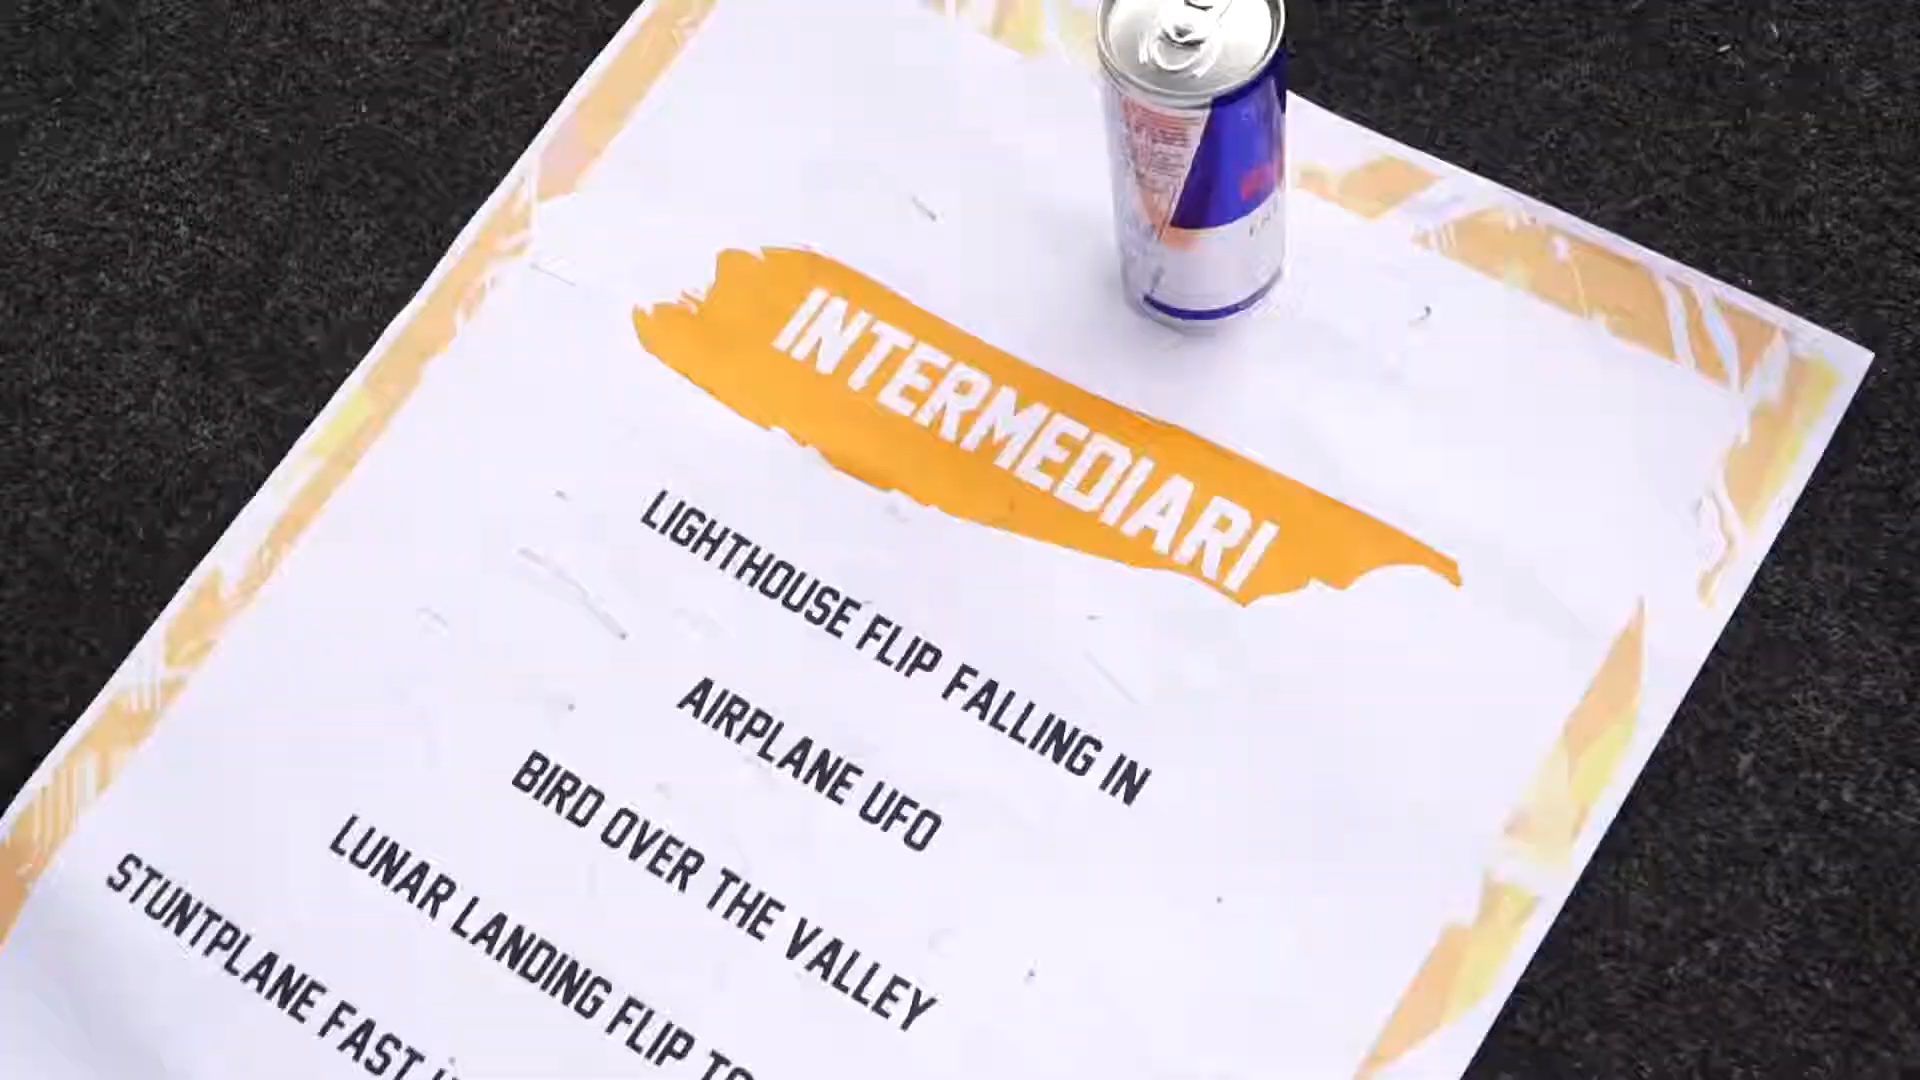 INTERMEDIARI
LIGHTHOUSE FLIP FALLING IN
AIRPLANE UFO
BIRD OVER THE VALLEY
LUNAR LANDING FLIP
STUNTPLANE FAST